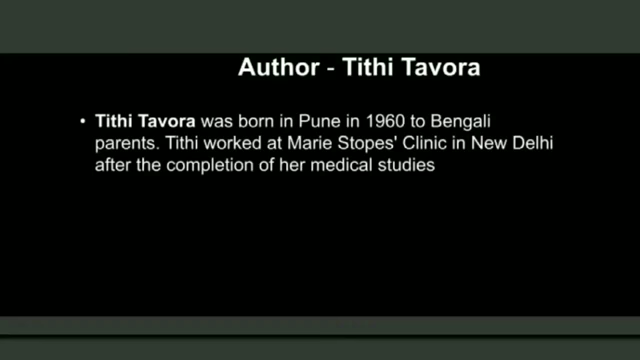 Author - Tithi Tavora
• Tithi Tavora was born in Pune in 1960 to Bengali
parents. Tithi worked at Marie Stopes' Clinic in New Delhi
after the completion of her medical studies